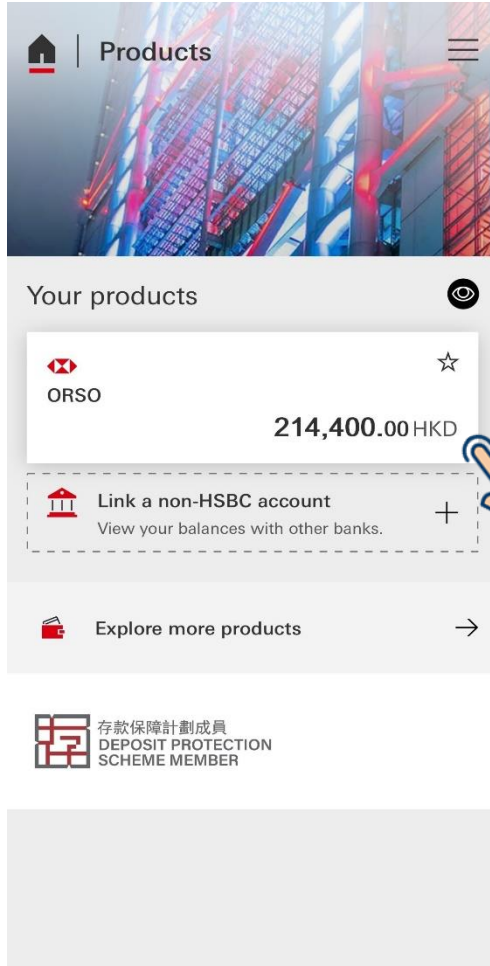 Products
Your products
ORSO
214,400.00 HKD
Link a non-HSBC account
View your balances with other banks.
Explore more products
存款保障計劃成員
DEPOSIT PROTECTION
SCHEME MEMBER